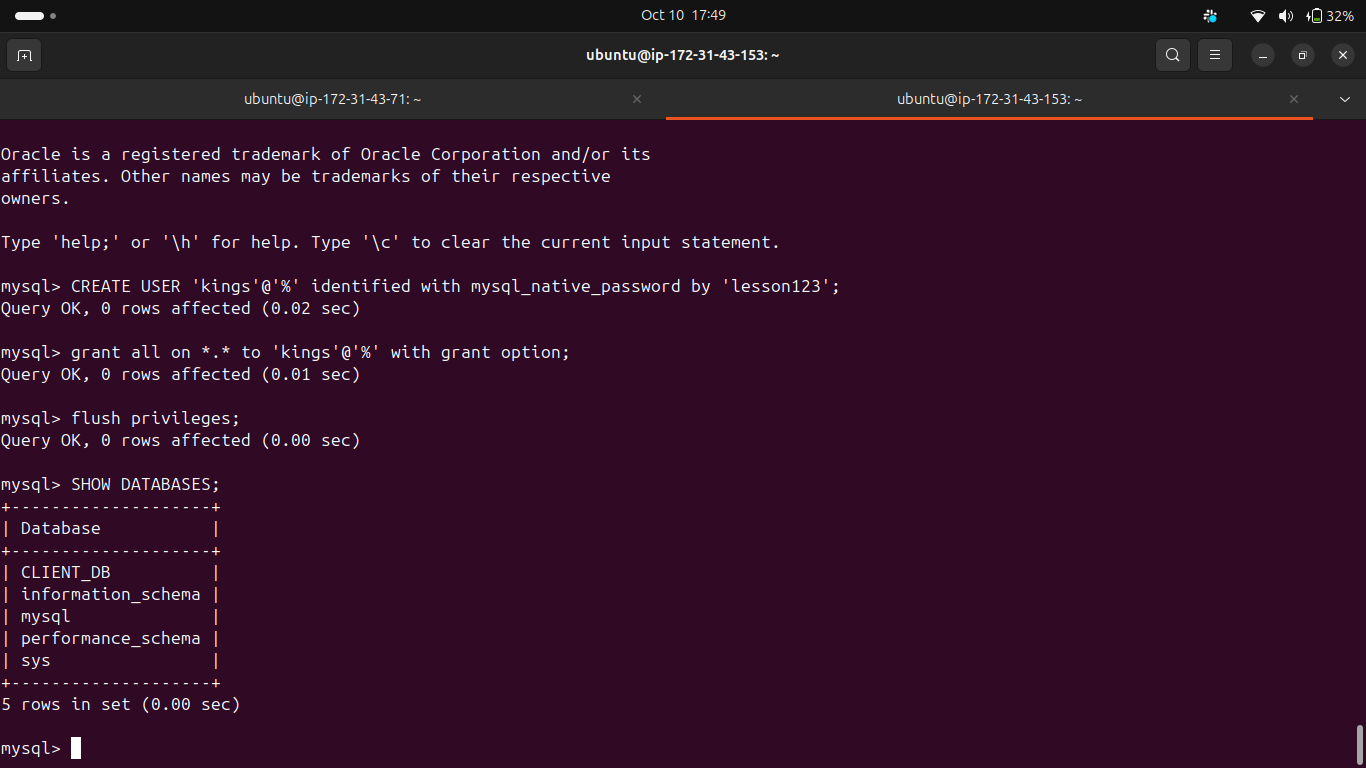 Oct 10 17:49
32%
ubuntu@ip-172-31-43-153: ~
ubuntu@ip-172-31-43-71: ~
ubuntu@ip-172-31-43-153: ~
Oracle is a registered trademark of Oracle Corporation and/or its
affiliates. Other names may be trademarks of their respective
owners.
Type 'help;' or '\h' for help. Type '\c' to clear the current input statement.
mysql> CREATE USER 'kings'@'%' identified with mysql_native_password by 'lesson123';
Query OK, 0 rows affected (0.02 sec)
mysql> grant all on *.* to 'kings'@'%' with grant option;
Query OK, 0 rows affected (0.01 sec)
mysql> flush privileges;
Query OK, 0 rows affected (0.00 sec)
mysql> SHOW DATABASES;
+--------------------+
| Database           |
+--------------------+
| CLIENT_DB          |
| information_schema |
| mysql              |
| performance_schema |
| sys                |
+--------------------+
5 rows in set (0.00 sec)
mysql>